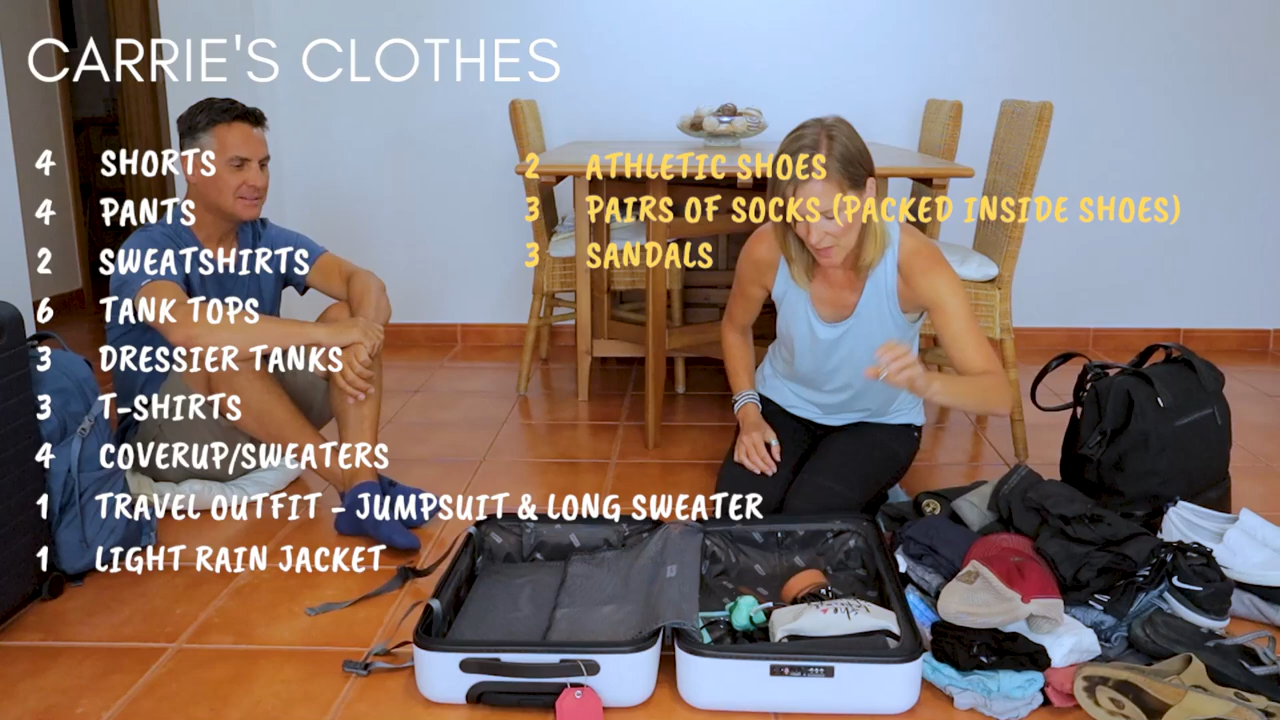 CARRIE'S CLOTHES
4 SHORTS
4 PANTS
2 SWEATSHIRTS
6 TANK TOPS
3 DRESSIER TANKS
3 T-SHIRTS
4 COVERUP/SWEATERS
1 TRAVEL OUTFIT - JUMPSUIT & LONG SWEATER
1 LIGHT RAIN JACKET
2 ATHLETIC SHOES
3 PAIRS OF SOCKS (PACKED INSIDE SHOES)
3 SANDALS